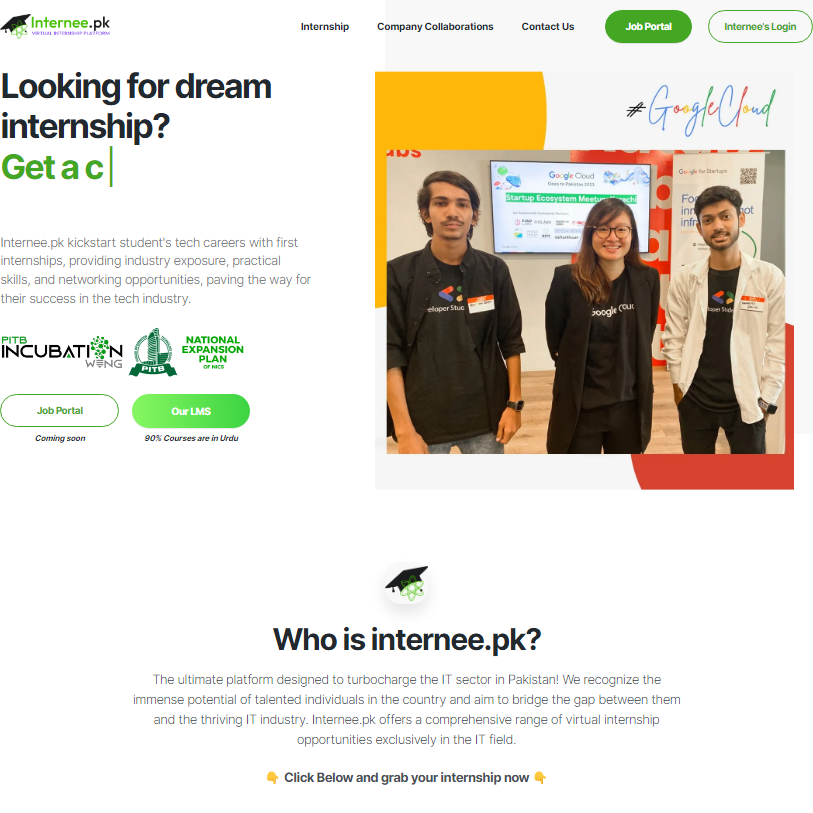 Internee.pk
VIRTUAL INTERNSHIP PLATFORM
Internship
Company Collaborations
Contact Us
Job Portal
Internee's Login
Looking for dream
internship?
Get a c
#GoogleCloud
Google Cloud
Goes to Pakistan 2023
Startup Ecosystem Meetup Karachi
Google for Startups
Google Cloud
Internee.pk kickstart student's tech careers with first
internships, providing industry exposure, practical
skills, and networking opportunities, paving the way for
their success in the tech industry.
PITB
INCUBATION
WING
PITB
NATIONAL
EXPANSION
PLAN
OF NICS
Job Portal
Our LMS
Coming soon
90% Courses are in Urdu
Who is internee.pk?
The ultimate platform designed to turbocharge the IT sector in Pakistan! We recognize the
immense potential of talented individuals in the country and aim to bridge the gap between them
and the thriving IT industry. Internee.pk offers a comprehensive range of virtual internship
opportunities exclusively in the IT field.
👇 Click Below and grab your internship now 👇